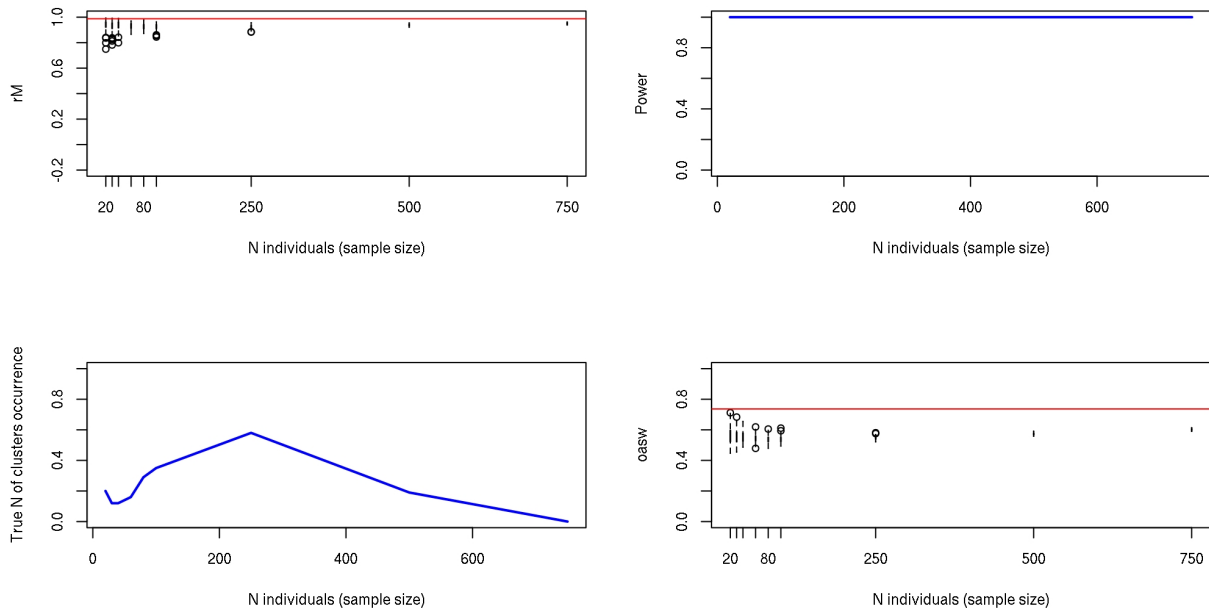 rM
1.0
0.6
0.2
-0.2
20 80 250 500 750
N individuals (sample size)
Power
0.8
0.4
0.0
0 200 400 600
N individuals (sample size)
True N of clusters occurrence
0.8
0.4
0.0
0 200 400 600
N individuals (sample size)
oasw
0.8
0.4
0.0
20 80 250 500 750
N individuals (sample size)